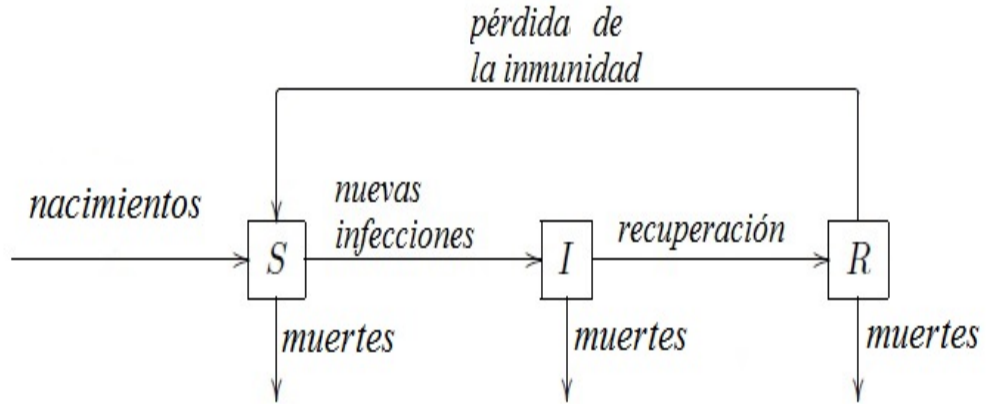 pérdida de
la inmunidad
nacimientos
nuevas
infecciones
recuperación
S
I
R
muertes
muertes
muertes